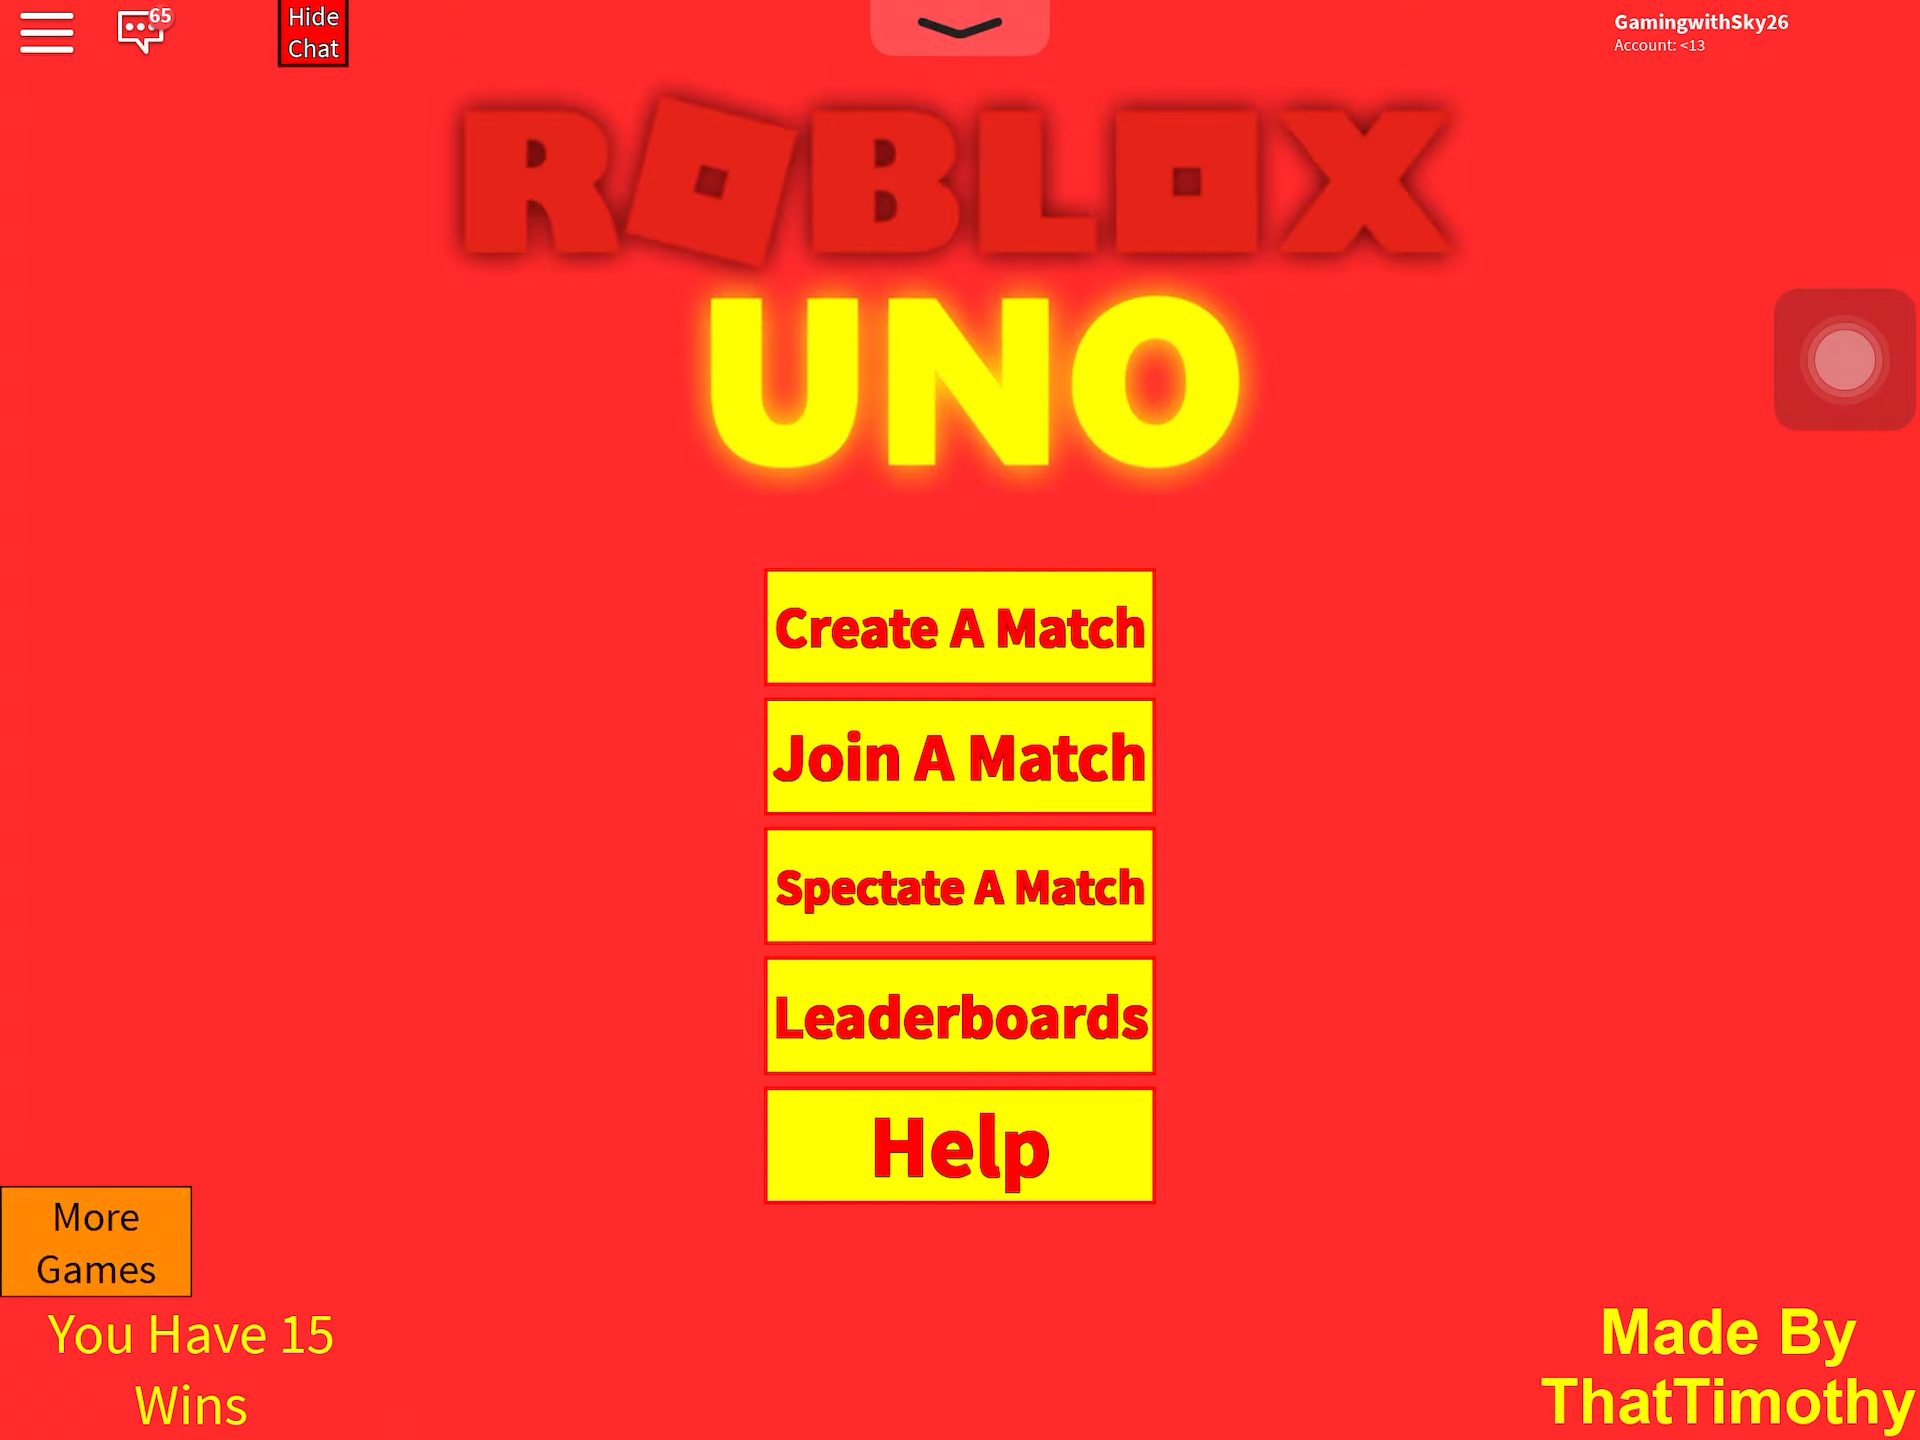 65
Hide
Chat
GamingwithSky26
Account: <13
ROBLOX
UNO
Create A Match
Join A Match
Spectate A Match
Leaderboards
Help
More
Games
You Have 15
Wins
Made By
ThatTimothy